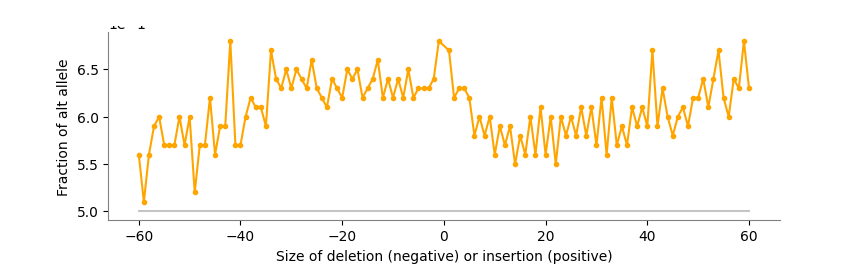 6.5
6.0
5.5
5.0
Fraction of alt allele
−60 −40 −20 0 20 40 60
Size of deletion (negative) or insertion (positive)